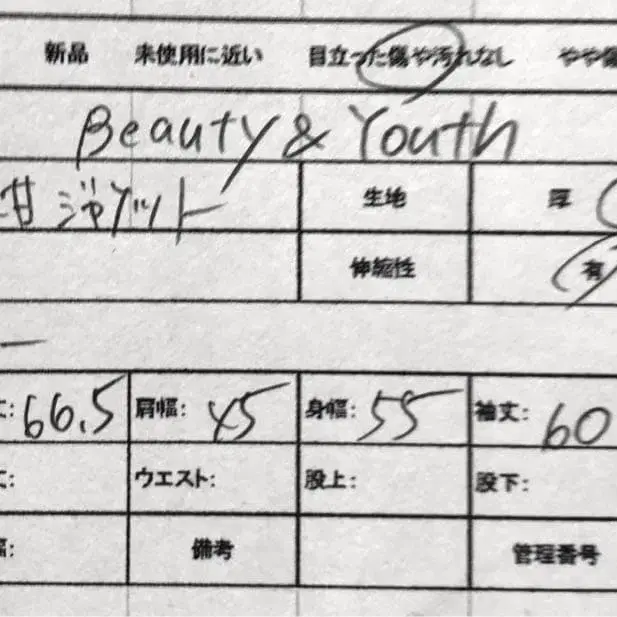 新品 未使用に近い 目立った傷や汚れなし やや傷
Beauty & Youth
ジャケット 生地 厚
伸縮性 有
丈: 66.5 肩幅: 45 身幅: 55 袖丈: 60
ウエスト: 股上: 股下:
備考 管理番号